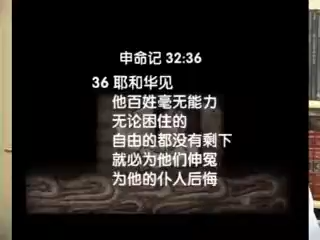 申命记 32:36
36 耶和华见
他百姓毫无能力
无论困住的
自由的都没有剩下
就必为他们伸冤
为他的仆人后悔